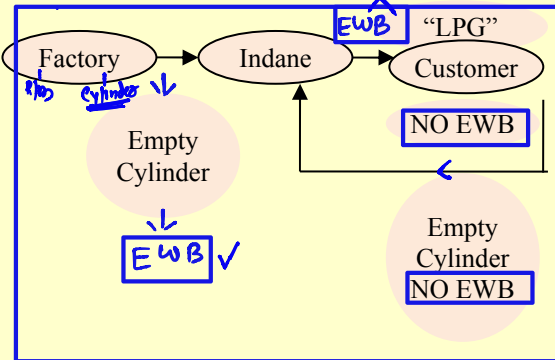 EWB
"LPG"
Factory
Indane
Customer
Cylinder
NO EWB
Empty
Cylinder
EWB
Empty
Cylinder
NO EWB